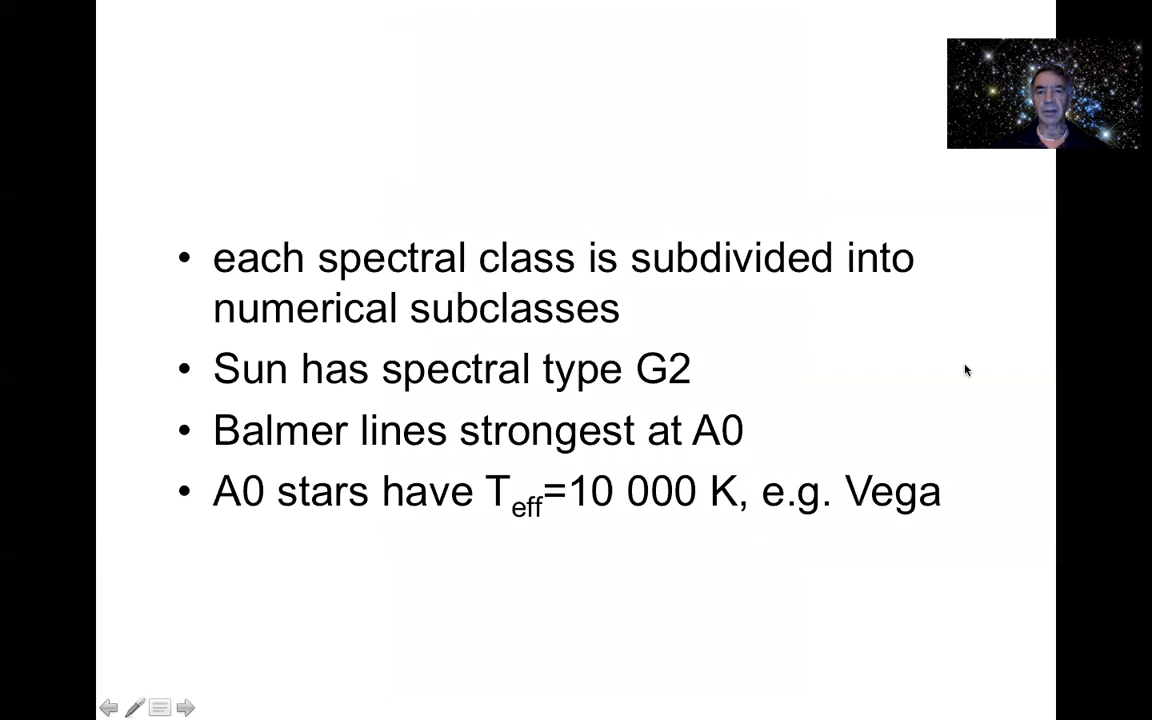 • each spectral class is subdivided into
numerical subclasses
• Sun has spectral type G2
• Balmer lines strongest at A0
• A0 stars have Teff=10 000 K, e.g. Vega